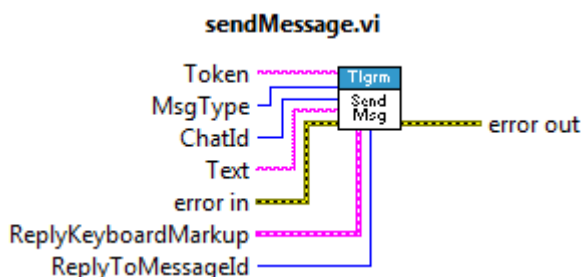 sendMessage.vi
Token
MsgType
ChatId
Text
error in
ReplyKeyboardMarkup
ReplyToMessageId
Tlgrm
Send
Msg
error out